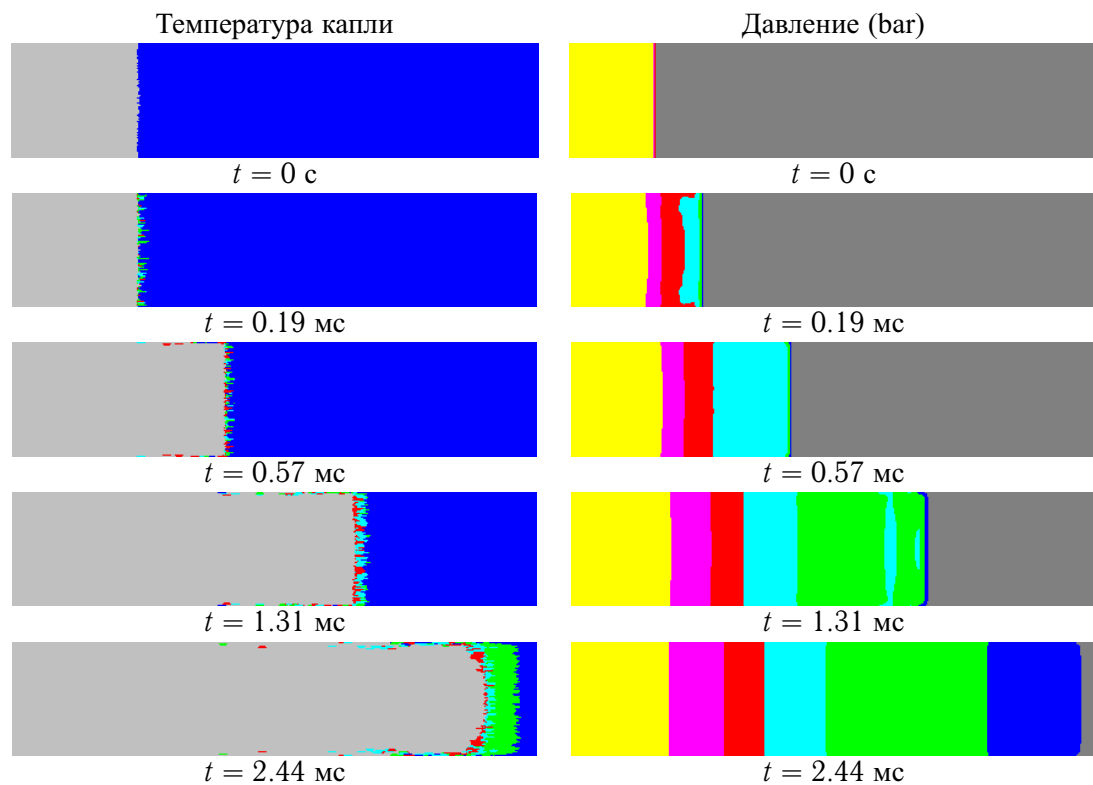 Температура капли Давление (bar)
t = 0 с t = 0 с
t = 0.19 мс t = 0.19 мс
t = 0.57 мс t = 0.57 мс
t = 1.31 мс t = 1.31 мс
t = 2.44 мс t = 2.44 мс